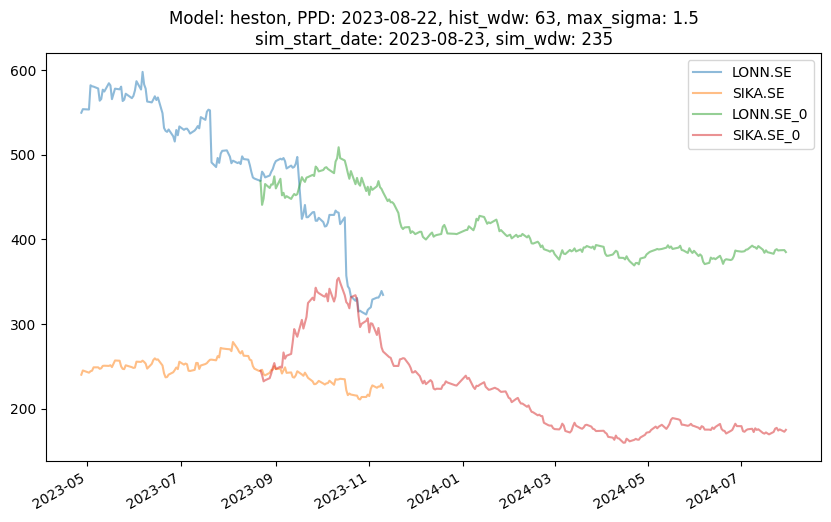 Model: heston, PPD: 2023-08-22, hist_wdw: 63, max_sigma: 1.5
sim_start_date: 2023-08-23, sim_wdw: 235
600
500
400
300
200
LONN.SE
SIKA.SE
LONN.SE_0
SIKA.SE_0
2023-05
2023-07
2023-09
2023-11
2024-01
2024-03
2024-05
2024-07